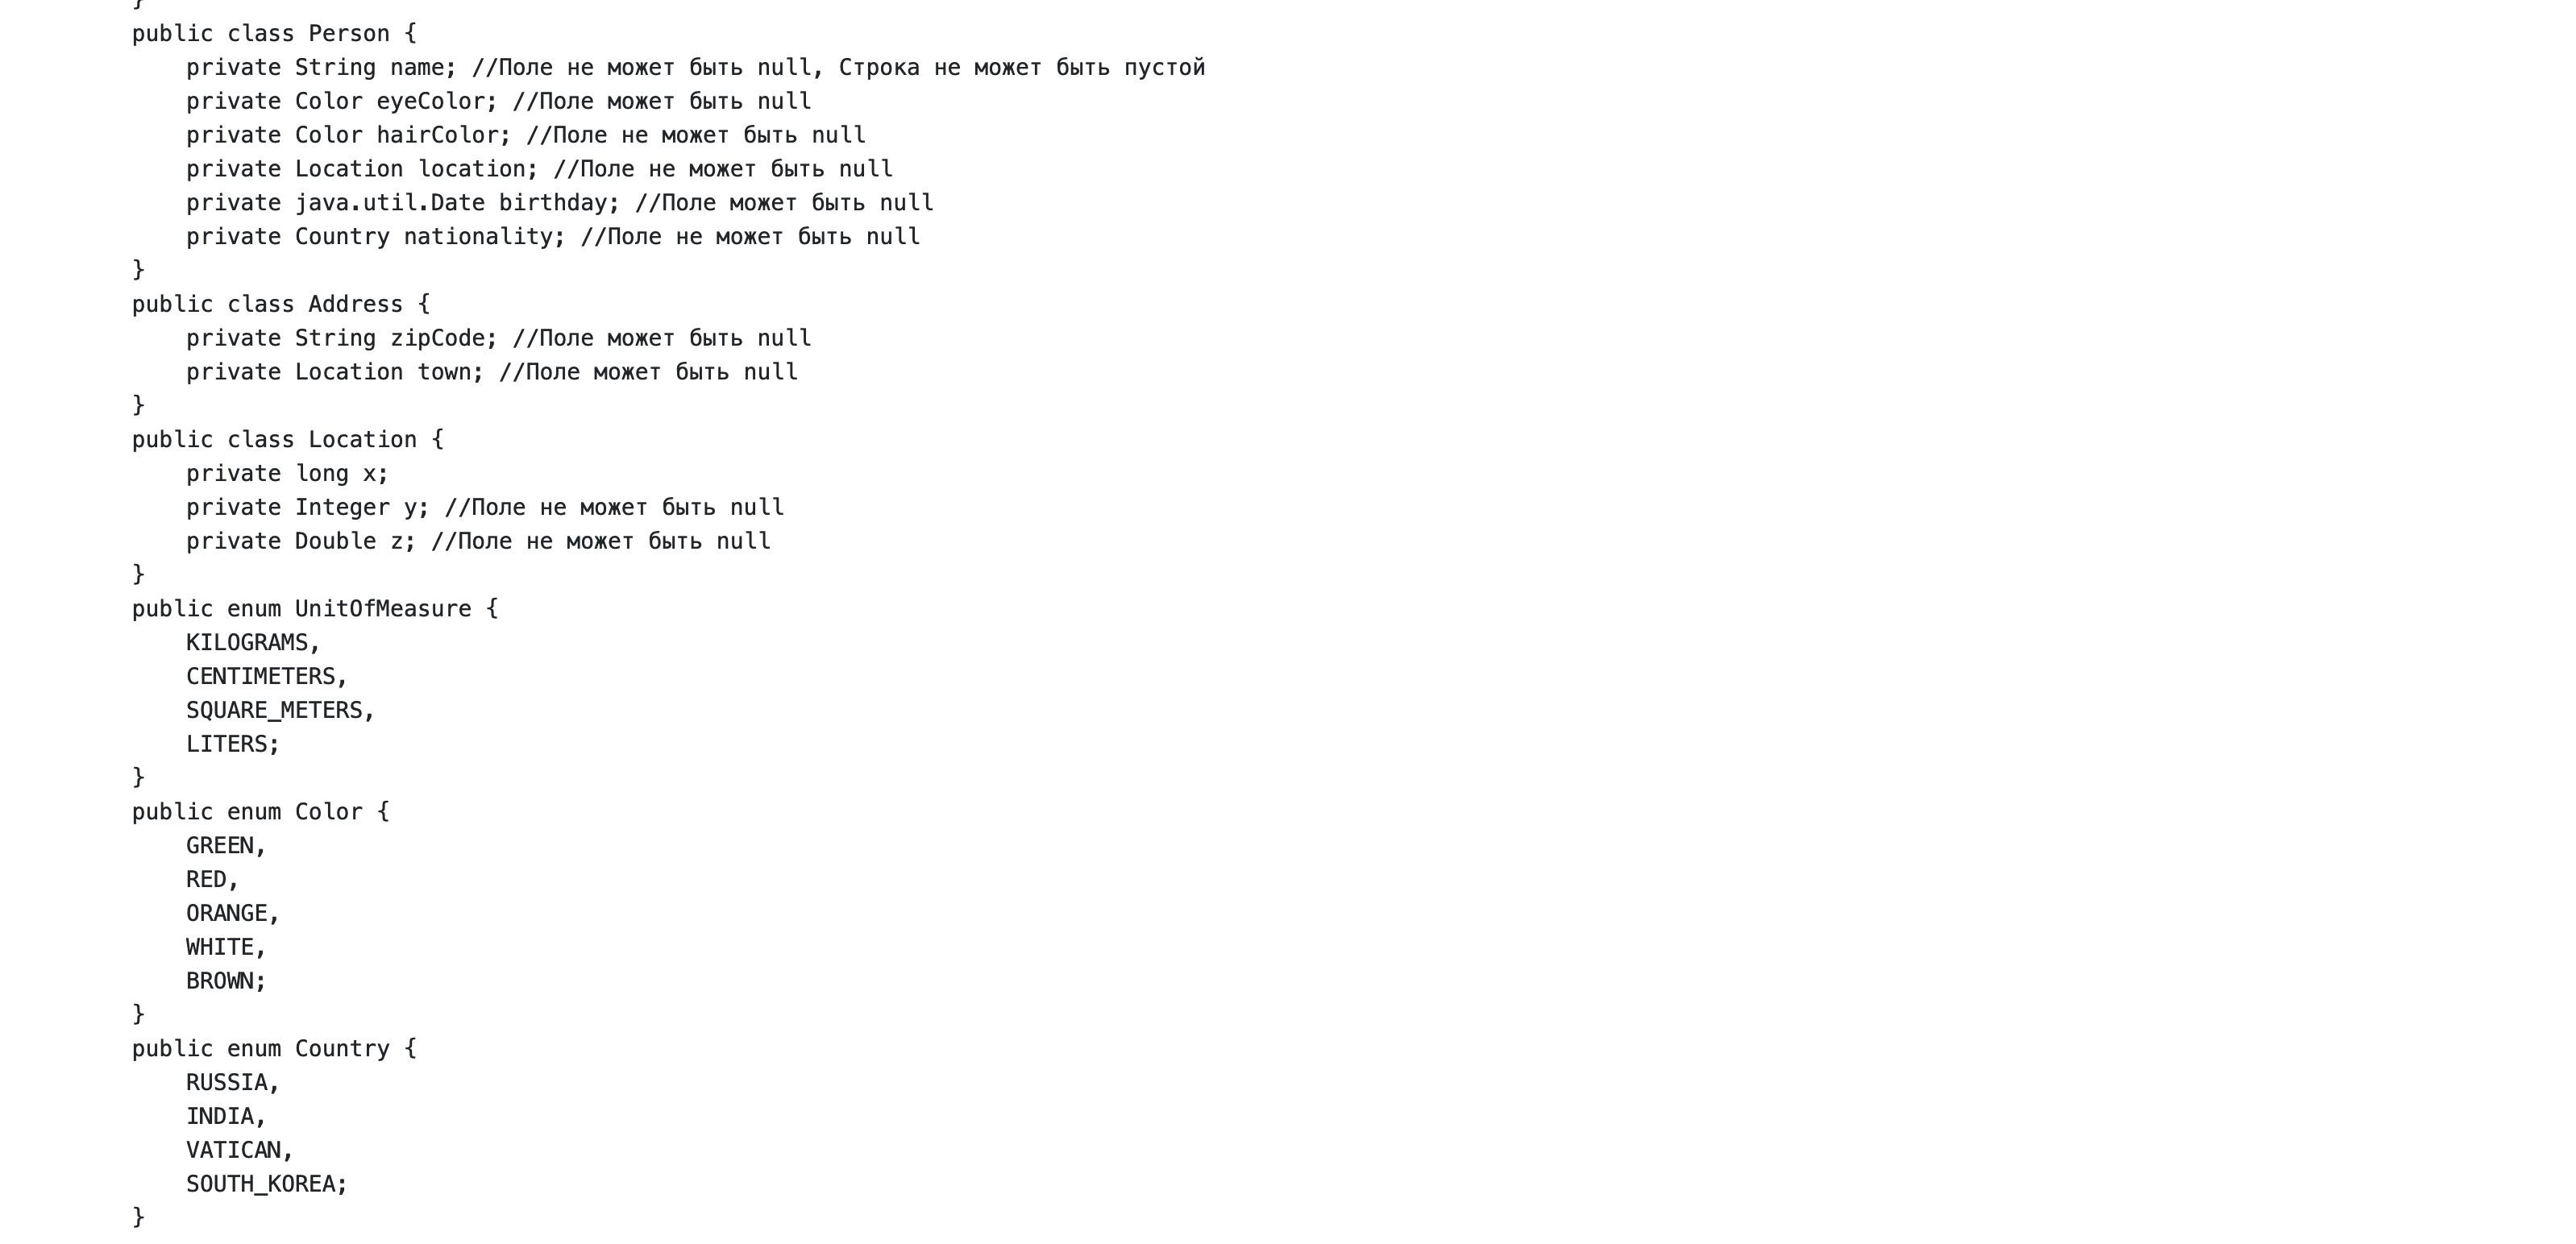 }
public class Person {
    private String name; //Поле не может быть null, Строка не может быть пустой
    private Color eyeColor; //Поле может быть null
    private Color hairColor; //Поле не может быть null
    private Location location; //Поле не может быть null
    private java.util.Date birthday; //Поле может быть null
    private Country nationality; //Поле не может быть null
}
public class Address {
    private String zipCode; //Поле может быть null
    private Location town; //Поле может быть null
}
public class Location {
    private long x;
    private Integer y; //Поле не может быть null
    private Double z; //Поле не может быть null
}
public enum UnitOfMeasure {
    KILOGRAMS,
    CENTIMETERS,
    SQUARE_METERS,
    LITERS;
}
public enum Color {
    GREEN,
    RED,
    ORANGE,
    WHITE,
    BROWN;
}
public enum Country {
    RUSSIA,
    INDIA,
    VATICAN,
    SOUTH_KOREA;
}